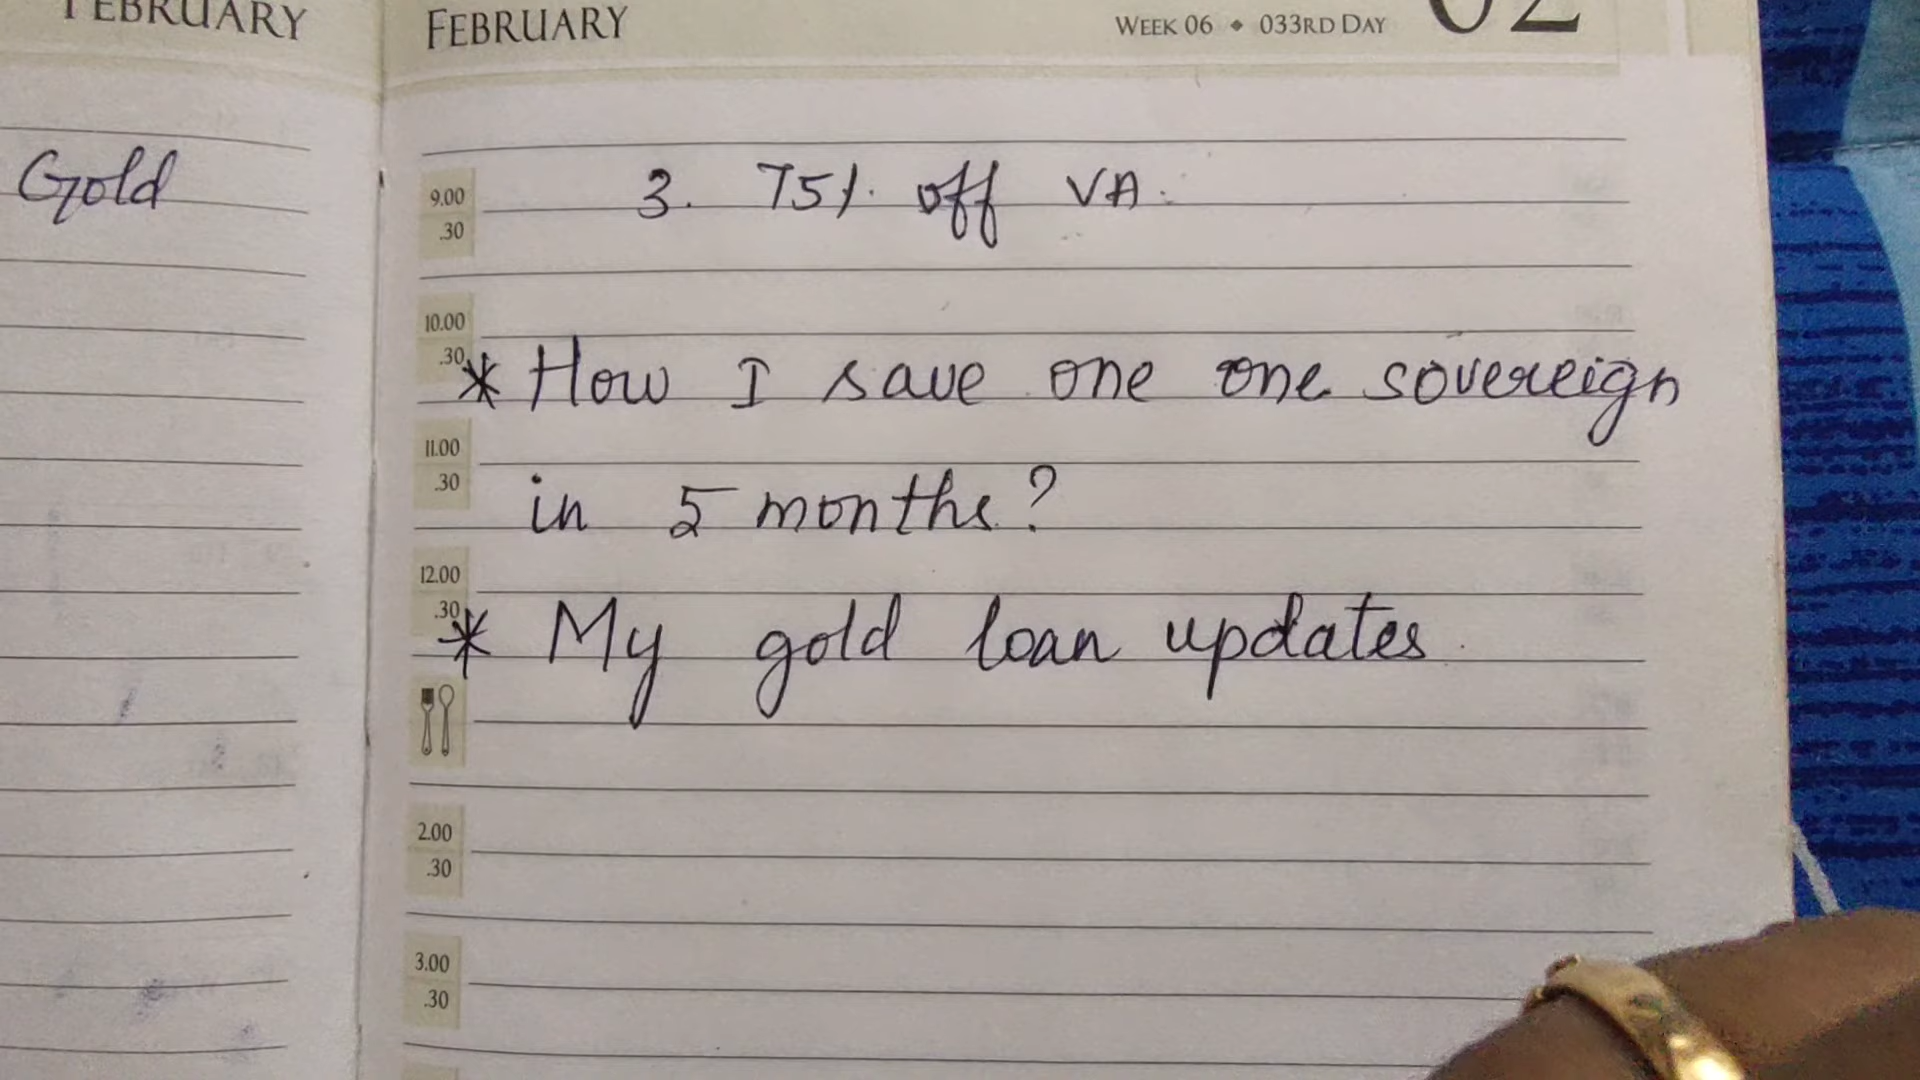 FEBRUARY
Gold
FEBRUARY
WEEK 06 ◆ 033RD DAY
02
9.00
3. 75%. off VA.
.30
10.00
.30
* How I save one one sovereign
11.00
.30
in 5 months?
12.00
.30
* My gold loan updates.
2.00
.30
3.00
.30